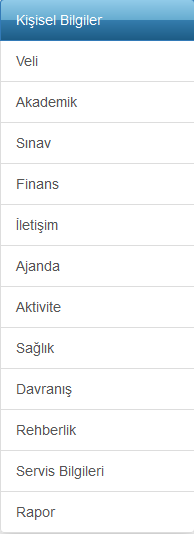 Kişisel Bilgiler
Veli
Akademik
Sınav
Finans
İletişim
Ajanda
Aktivite
Sağlık
Davranış
Rehberlik
Servis Bilgileri
Rapor